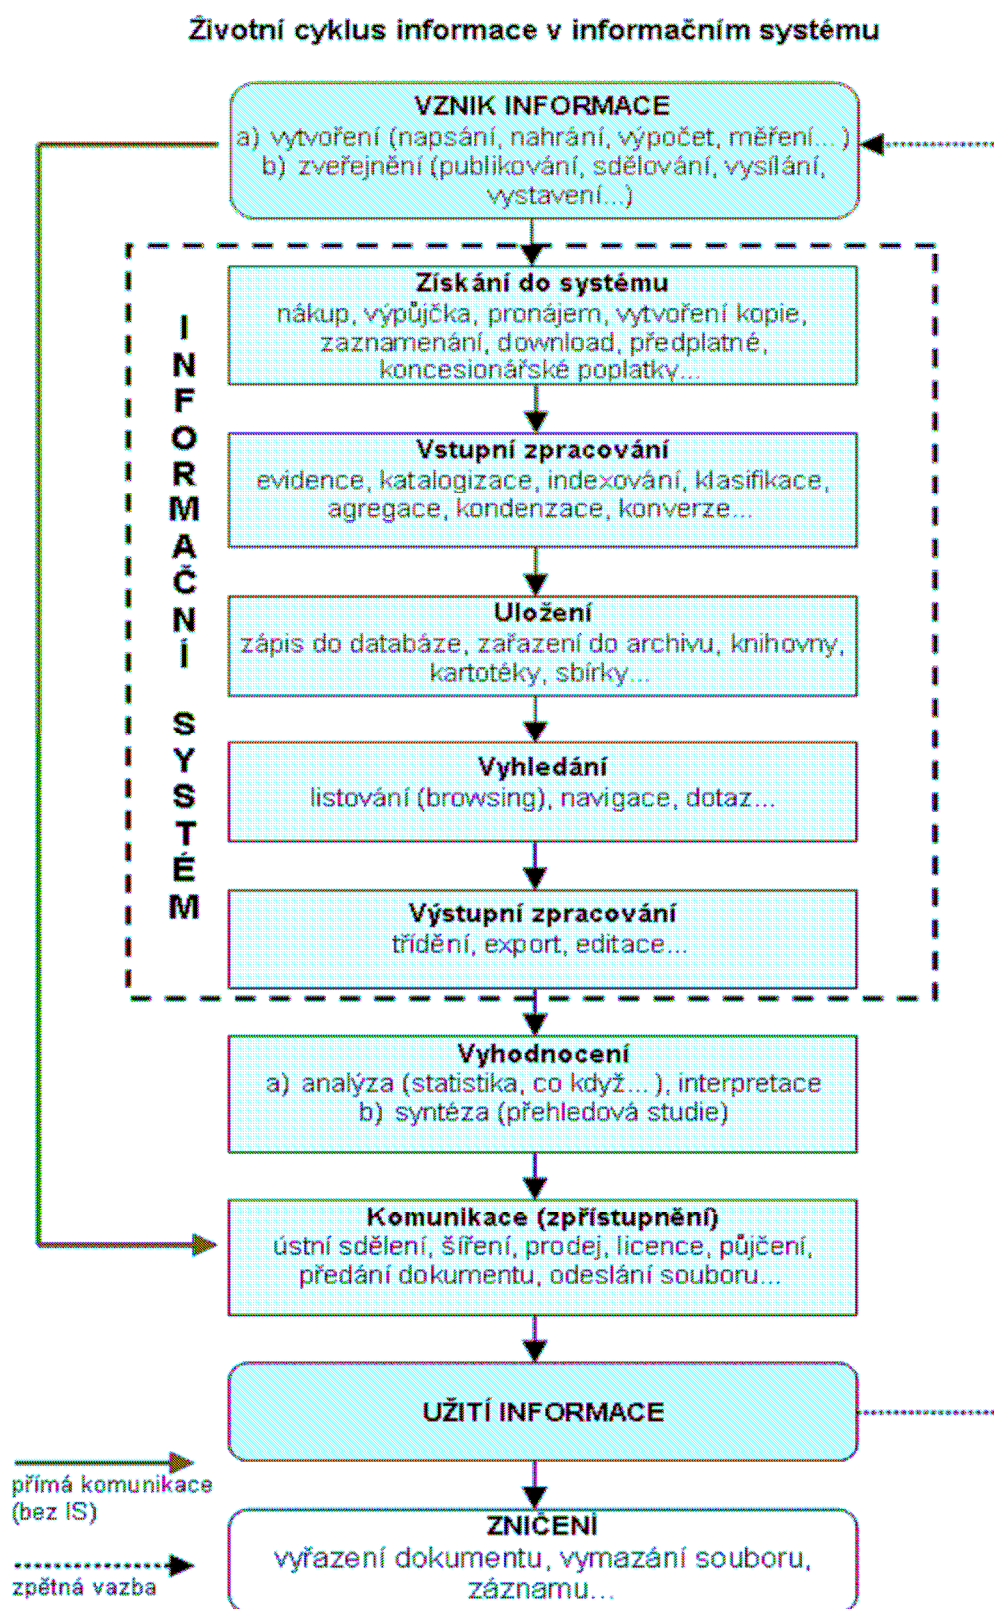 Životní cyklus informace v informačním systému
VZNIK INFORMACE
a) vytvoření (napsání, nahrání, výpočet, měření... )
b) zveřejnění (publikování, sdělování, vysílání,
vystavení...)
INFORMAČNÍ SYSTÉM
Získání do systému
nákup, výpůjčka, pronájem, vytvoření kopie,
zaznamenání, download, předplatné,
koncesionářské poplatky...
Vstupní zpracování
evidence, katalogizace, indexování, klasifikace,
agregace, kondenzace, konverze...
Uložení
zápis do databáze, zařazení do archivu, knihovny,
kartotéky, sbírky...
Vyhledání
listování (browsing), navigace, dotaz...
Výstupní zpracování
třídění, export, editace...
Vyhodnocení
a) analýza (statistika, co když... ), interpretace
b) syntéza (přehledová studie)
Komunikace (zpřístupnění)
ústní sdělení, šíření, prodej, licence, půjčení,
předání dokumentu, odeslání souboru...
UŽITÍ INFORMACE
přímá komunikace
(bez IS)
zpětná vazba
ZNIČENÍ
vyřazení dokumentu, vymazání souboru,
záznamu...